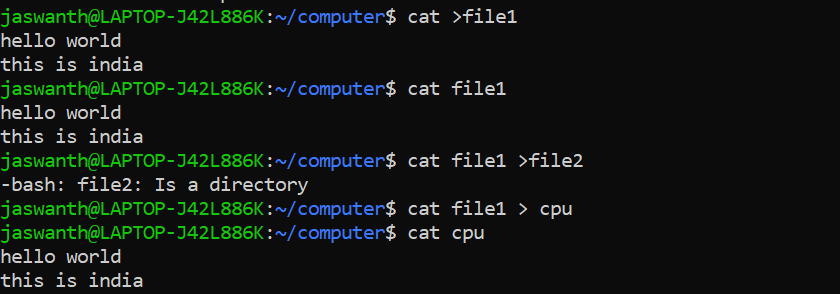 jaswanth@LAPTOP-J42L886K:~/computer$ cat >file1
hello world
this is india
jaswanth@LAPTOP-J42L886K:~/computer$ cat file1
hello world
this is india
jaswanth@LAPTOP-J42L886K:~/computer$ cat file1 >file2
-bash: file2: Is a directory
jaswanth@LAPTOP-J42L886K:~/computer$ cat file1 > cpu
jaswanth@LAPTOP-J42L886K:~/computer$ cat cpu
hello world
this is india